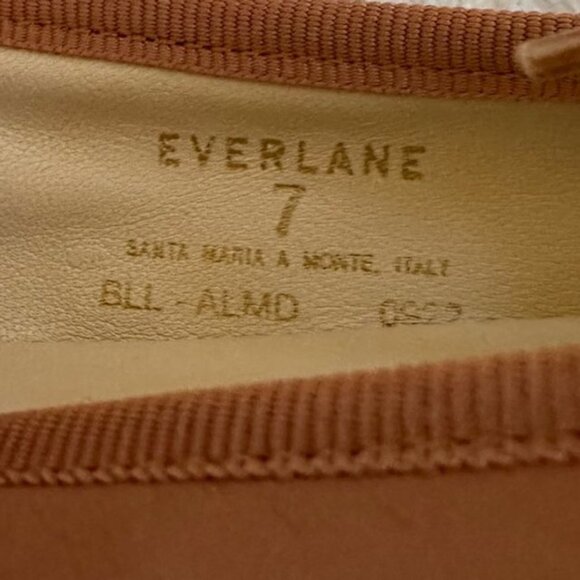 EVERLANE
7
SANTA MARIA A MONTE, ITALY
BLL - ALMD